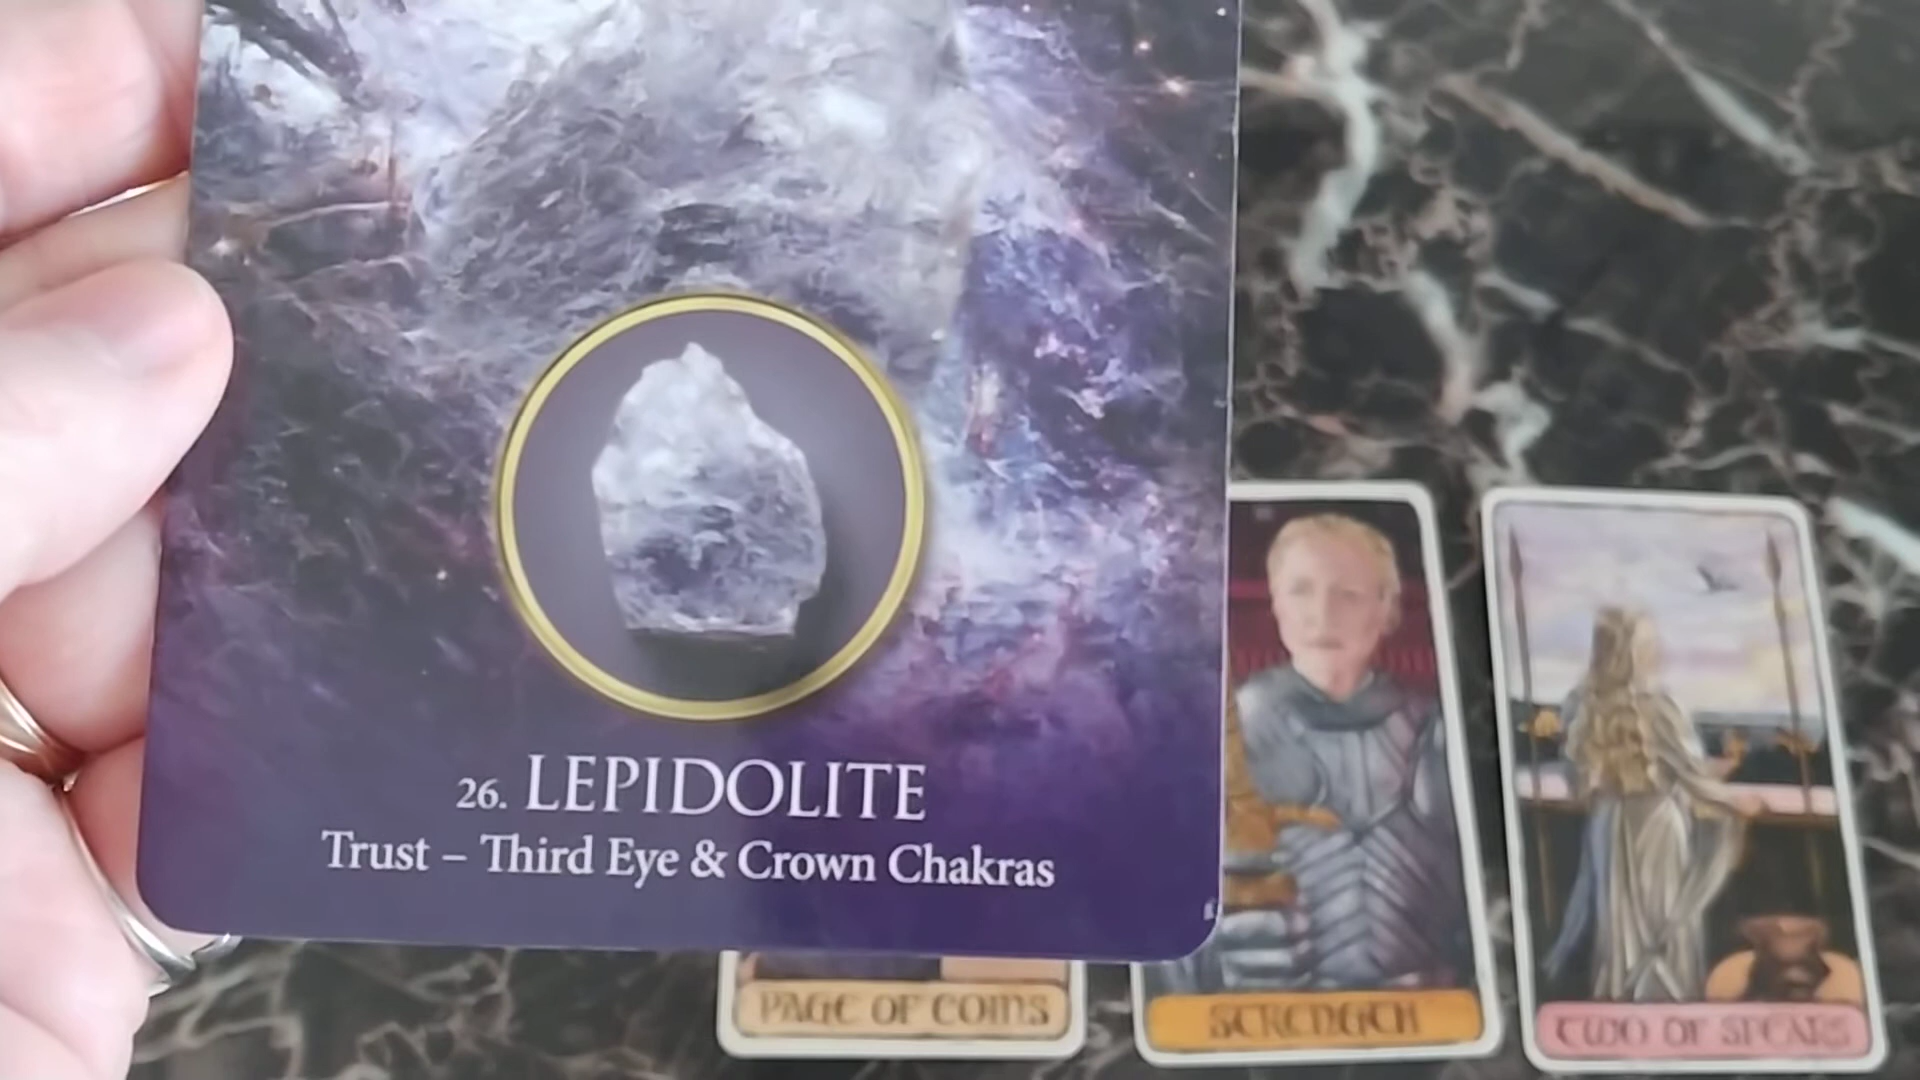 26. LEPIDOLITE
Trust – Third Eye & Crown Chakras
PAGE OF COINS
STRENGTH
TWO OF SPEARS